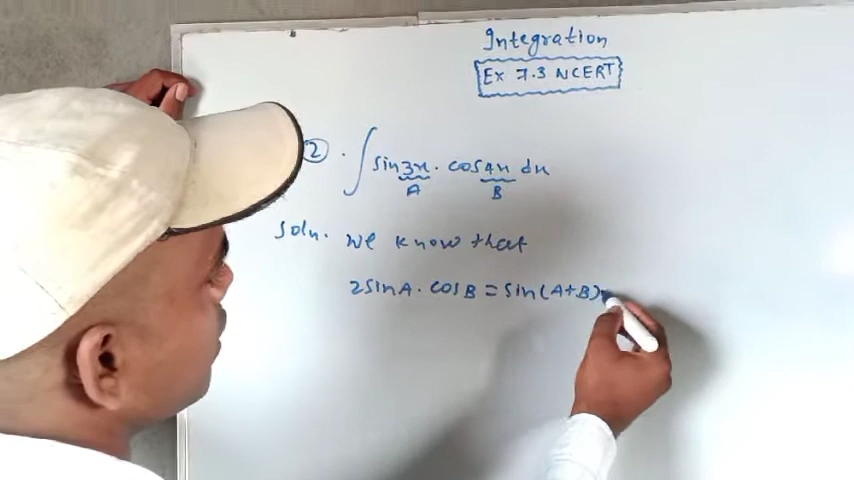 Integration
Ex 7.3 NCERT
2 . ∫ sin3x . cos4x dx
A B
Soln. we know that
2sinA . cosB = sin(A+B)